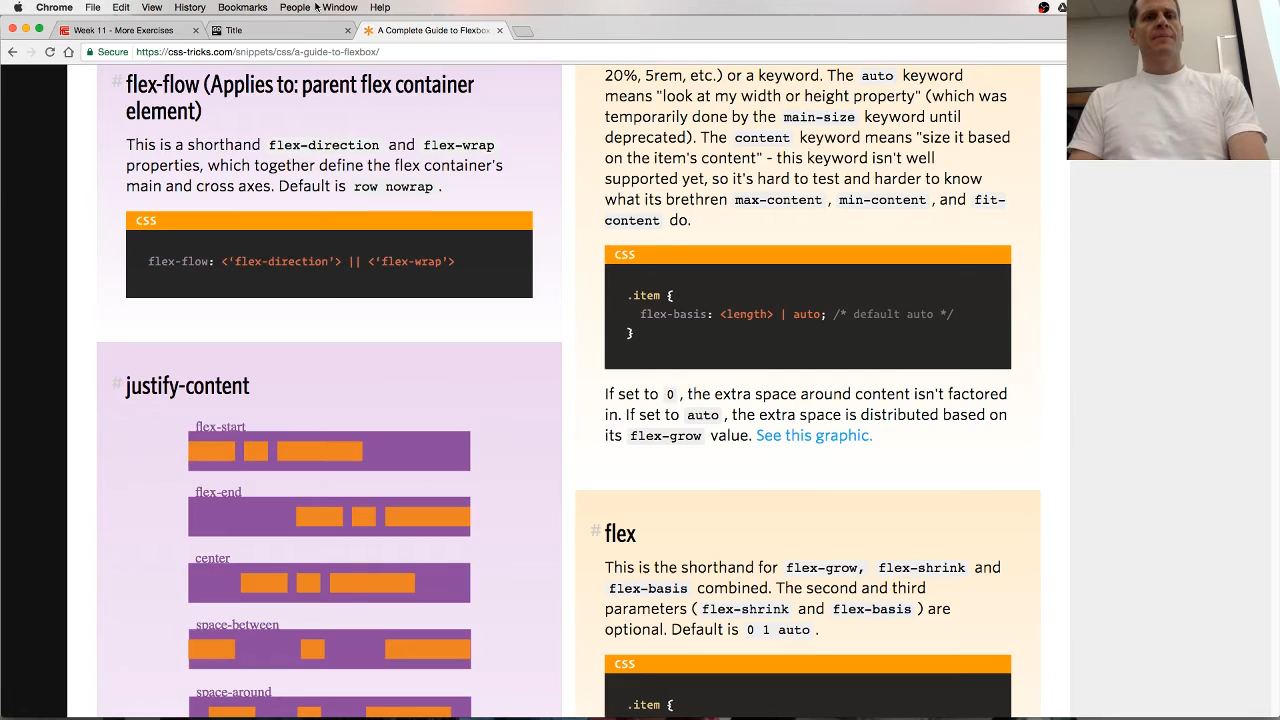 Chrome File Edit View History Bookmarks People Window Help
Week 11 - More Exercises × Title × A Complete Guide to Flexbox ×
Secure https://css-tricks.com/snippets/css/a-guide-to-flexbox/
# flex-flow (Applies to: parent flex container
element)
This is a shorthand flex-direction and flex-wrap
properties, which together define the flex container's
main and cross axes. Default is row nowrap .
CSS
flex-flow: <‘flex-direction’> || <‘flex-wrap’>
# justify-content
flex-start
flex-end
center
space-between
space-around
20%, 5rem, etc.) or a keyword. The auto keyword
means "look at my width or height property" (which was
temporarily done by the main-size keyword until
deprecated). The content keyword means "size it based
on the item's content" - this keyword isn't well
supported yet, so it's hard to test and harder to know
what its brethren max-content , min-content , and fit-
content do.
CSS
.item {
flex-basis: <length> | auto; /* default auto */
}
If set to 0 , the extra space around content isn't factored
in. If set to auto , the extra space is distributed based on
its flex-grow value. See this graphic.
# flex
This is the shorthand for flex-grow, flex-shrink and
flex-basis combined. The second and third
parameters ( flex-shrink and flex-basis ) are
optional. Default is 0 1 auto .
CSS
.item {